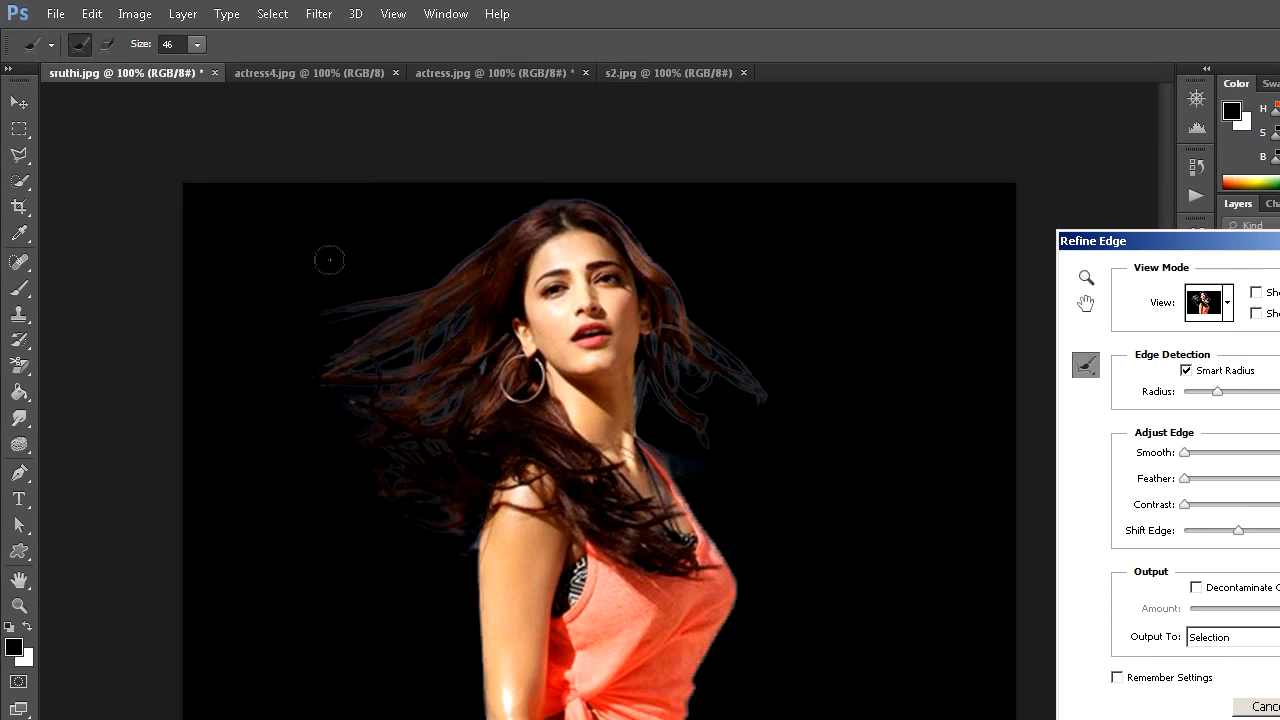 Ps File Edit Image Layer Type Select Filter 3D View Window Help
Size: 46
sruthi.jpg @ 100% (RGB/8#) * × actress4.jpg @ 100% (RGB/8) × actress.jpg @ 100% (RGB/8#) * × s2.jpg @ 100% (RGB/8#) ×
Color Swa
H
S
B
Layers Cha
Kind
Refine Edge
View Mode
View:
Sho
Sho
Edge Detection
Smart Radius
Radius:
Adjust Edge
Smooth:
Feather:
Contrast:
Shift Edge:
Output
Decontaminate C
Amount:
Output To: Selection
Remember Settings
Cance